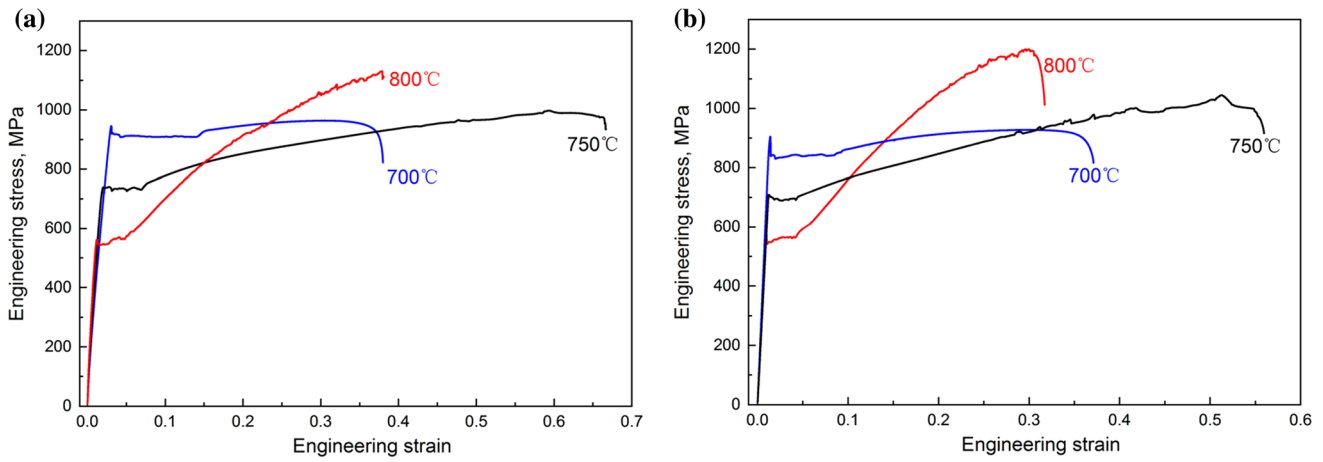 (a)
Engineering stress, MPa
1200
1000
800
600
400
200
0
800℃
750℃
700℃
0.0 0.1 0.2 0.3 0.4 0.5 0.6 0.7
Engineering strain
(b)
Engineering stress, MPa
1200
1000
800
600
400
200
0
800℃
750℃
700℃
0.0 0.1 0.2 0.3 0.4 0.5 0.6
Engineering strain